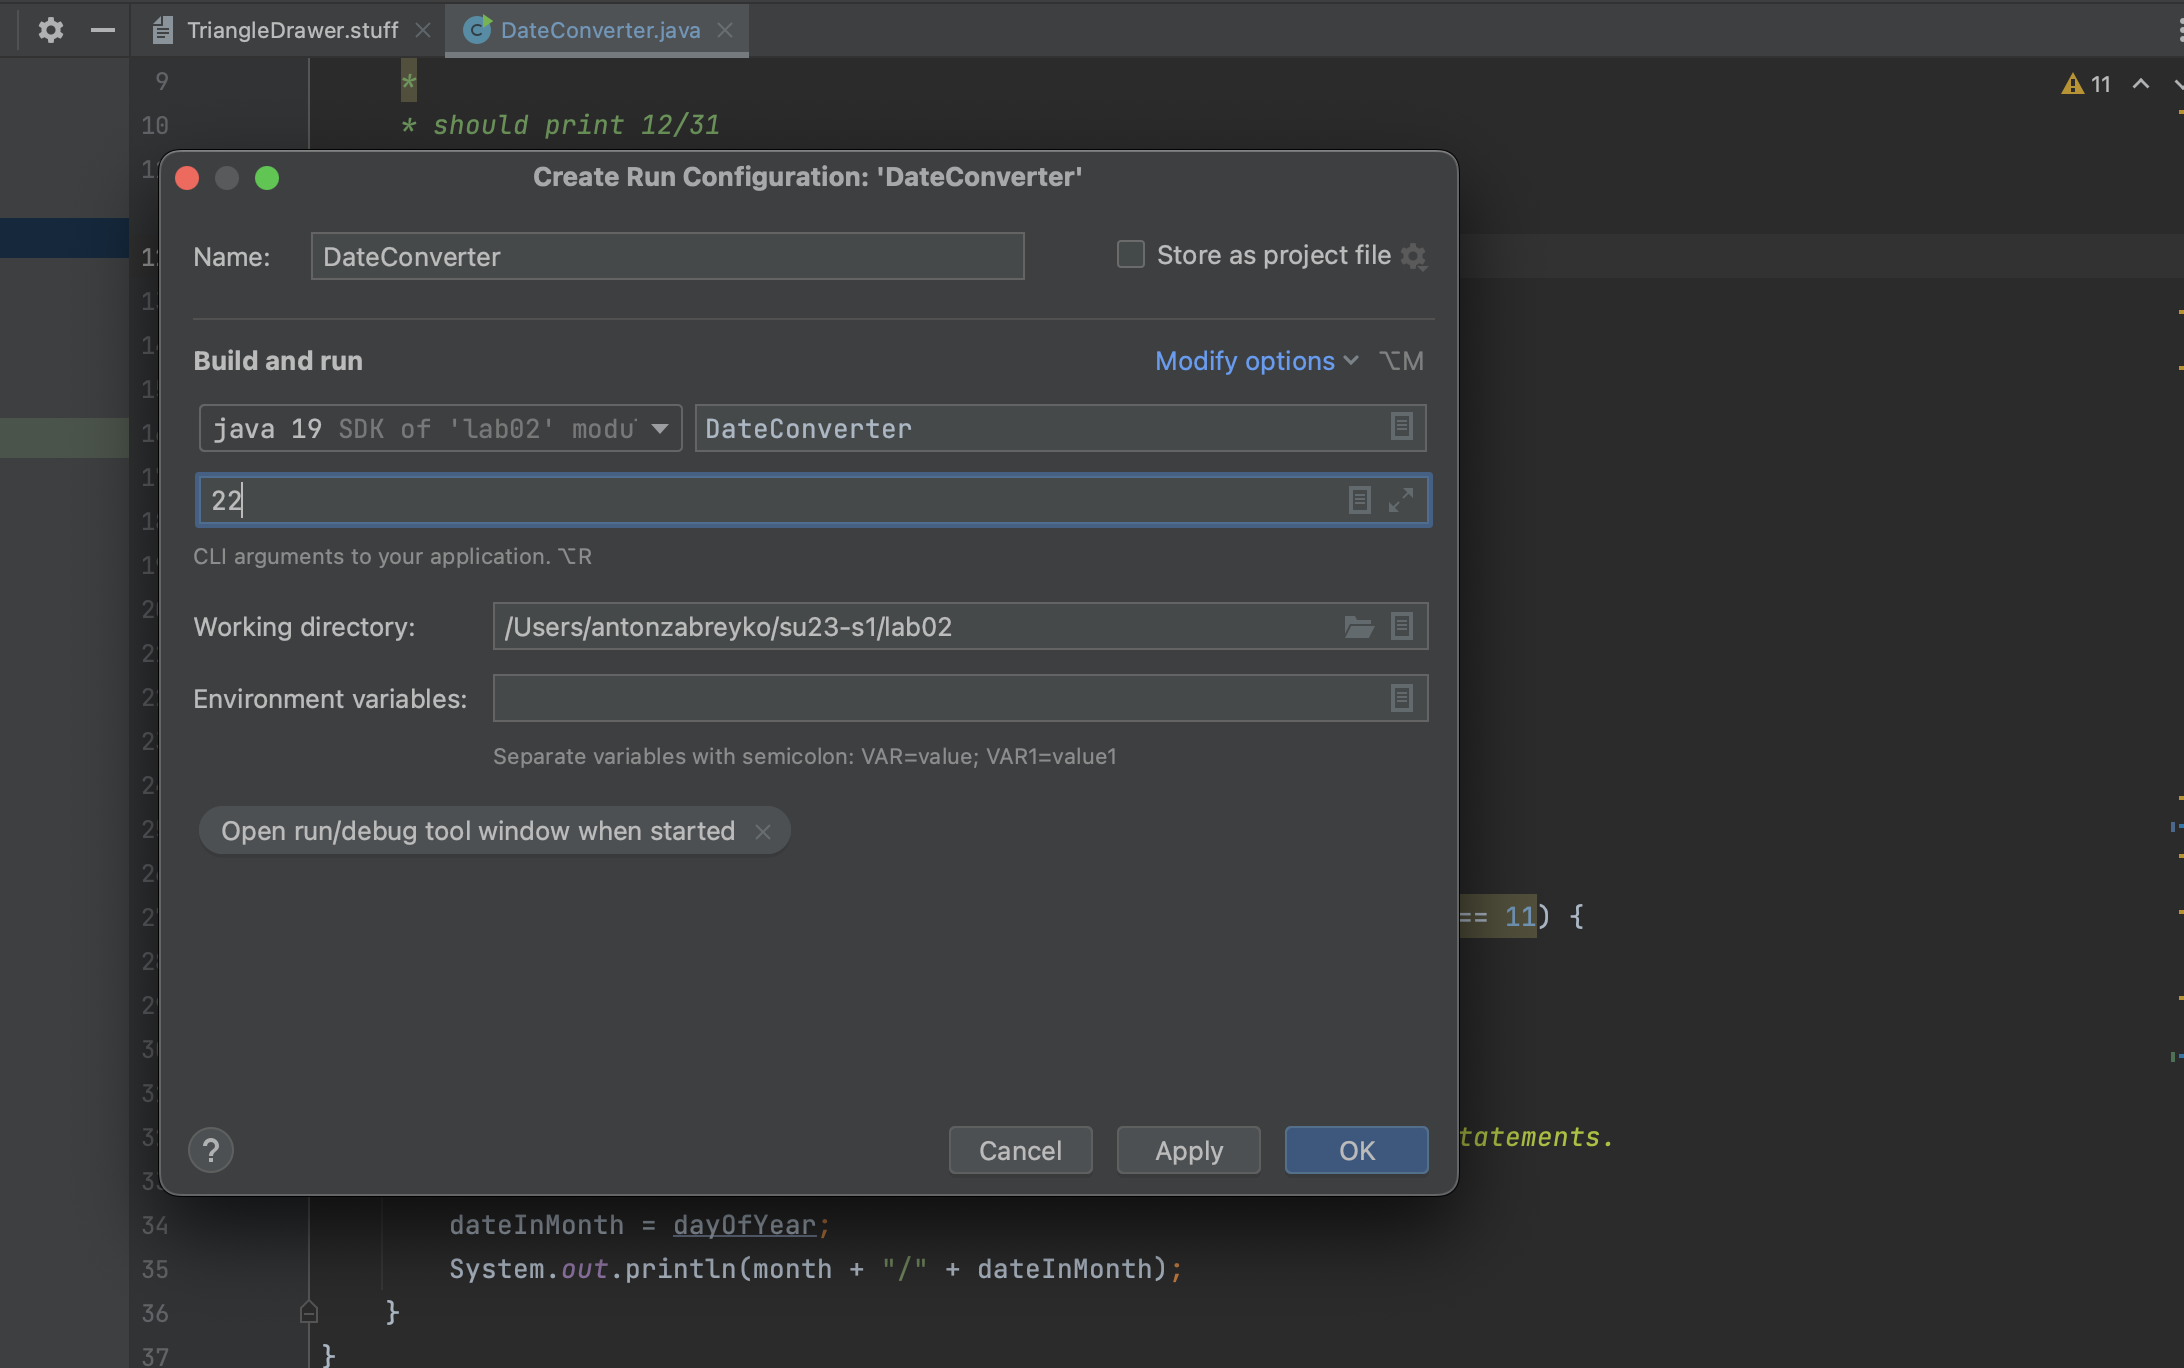 TriangleDrawer.stuff
DateConverter.java
9 *
11
10 * should print 12/31
Create Run Configuration: 'DateConverter'
Name: DateConverter
Store as project file
Build and run
Modify options ⌥M
java 19 SDK of 'lab02' modu
DateConverter
22
CLI arguments to your application. ⌥R
Working directory: /Users/antonzabreyko/su23-s1/lab02
Environment variables:
Separate variables with semicolon: VAR=value; VAR1=value1
Open run/debug tool window when started
== 11) {
tatements.
?
Cancel
Apply
OK
34 dateInMonth = dayOfYear;
35 System.out.println(month + "/" + dateInMonth);
36 }
37 }